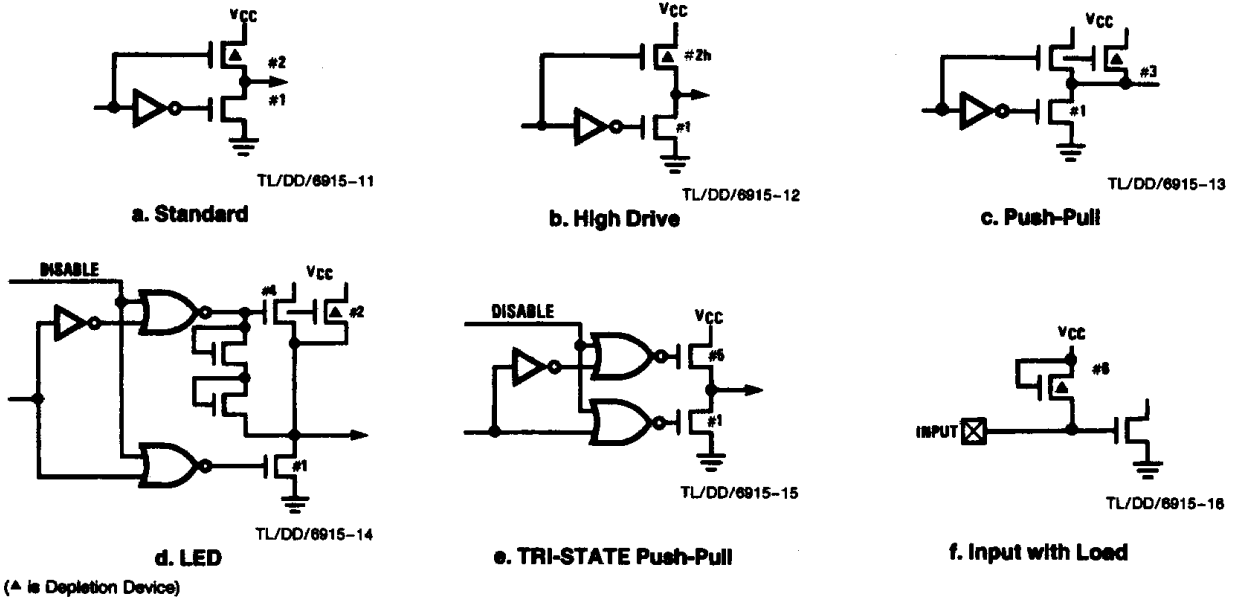 VCC
#2
#1
TL/DD/6915-11
a. Standard
VCC
#2h
#1
TL/DD/6915-12
b. High Drive
VCC
#3
#1
TL/DD/6915-13
c. Push-Pull
DISABLE
#4
VCC
#2
#1
TL/DD/6915-14
d. LED
DISABLE
VCC
#5
#1
TL/DD/6915-15
e. TRI-STATE Push-Pull
VCC
#6
INPUT
TL/DD/6915-16
f. Input with Load
(▲ is Depletion Device)